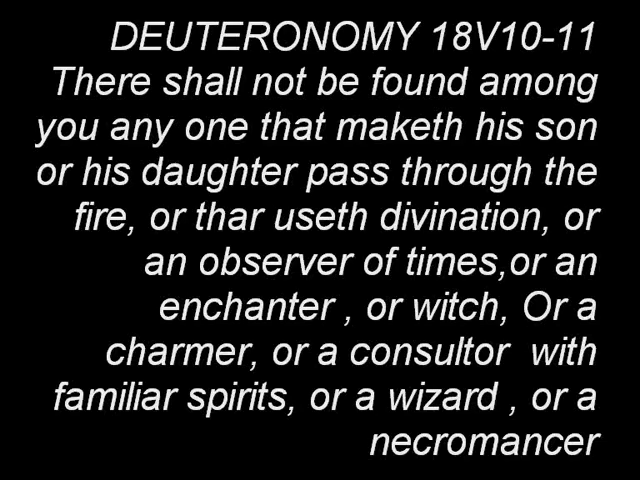 DEUTERONOMY 18V10-11
There shall not be found among
you any one that maketh his son
or his daughter pass through the
fire, or thar useth divination, or
an observer of times,or an
enchanter , or witch, Or a
charmer, or a consultor  with
familiar spirits, or a wizard , or a
necromancer